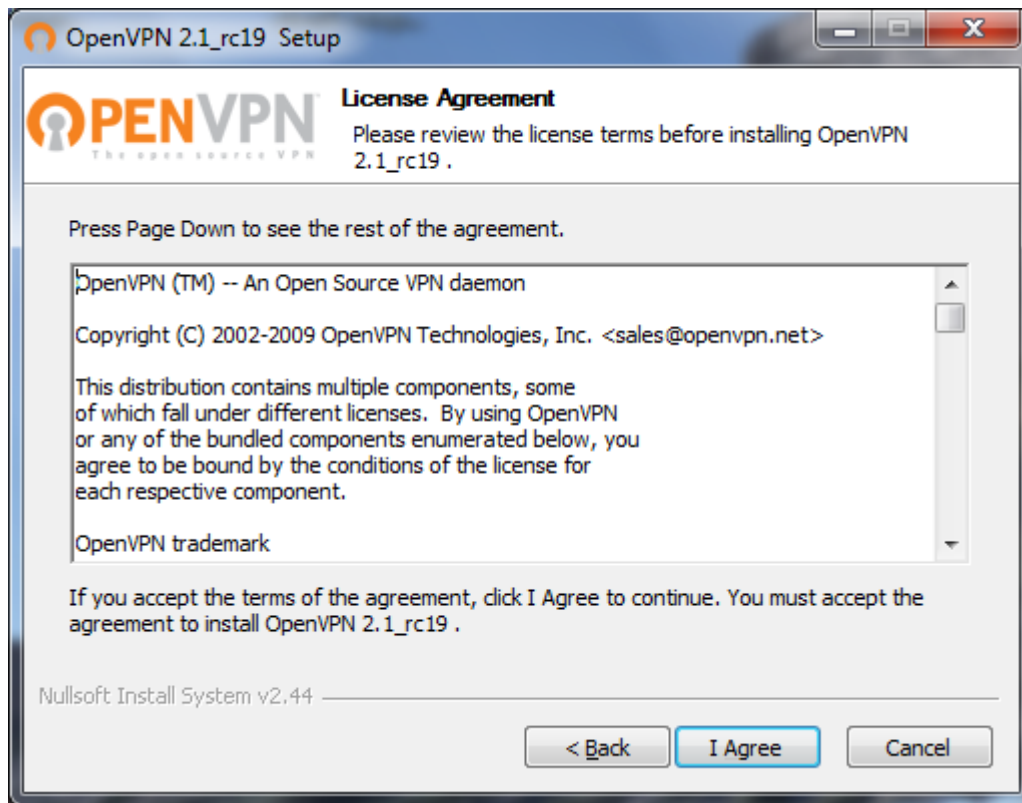 OpenVPN 2.1_rc19 Setup
OPENVPN™
The open source VPN
License Agreement
Please review the license terms before installing OpenVPN
2.1_rc19 .
Press Page Down to see the rest of the agreement.
OpenVPN (TM) -- An Open Source VPN daemon
Copyright (C) 2002-2009 OpenVPN Technologies, Inc. <sales@openvpn.net>
This distribution contains multiple components, some
of which fall under different licenses. By using OpenVPN
or any of the bundled components enumerated below, you
agree to be bound by the conditions of the license for
each respective component.
OpenVPN trademark
If you accept the terms of the agreement, click I Agree to continue. You must accept the
agreement to install OpenVPN 2.1_rc19 .
Nullsoft Install System v2.44
< Back I Agree Cancel